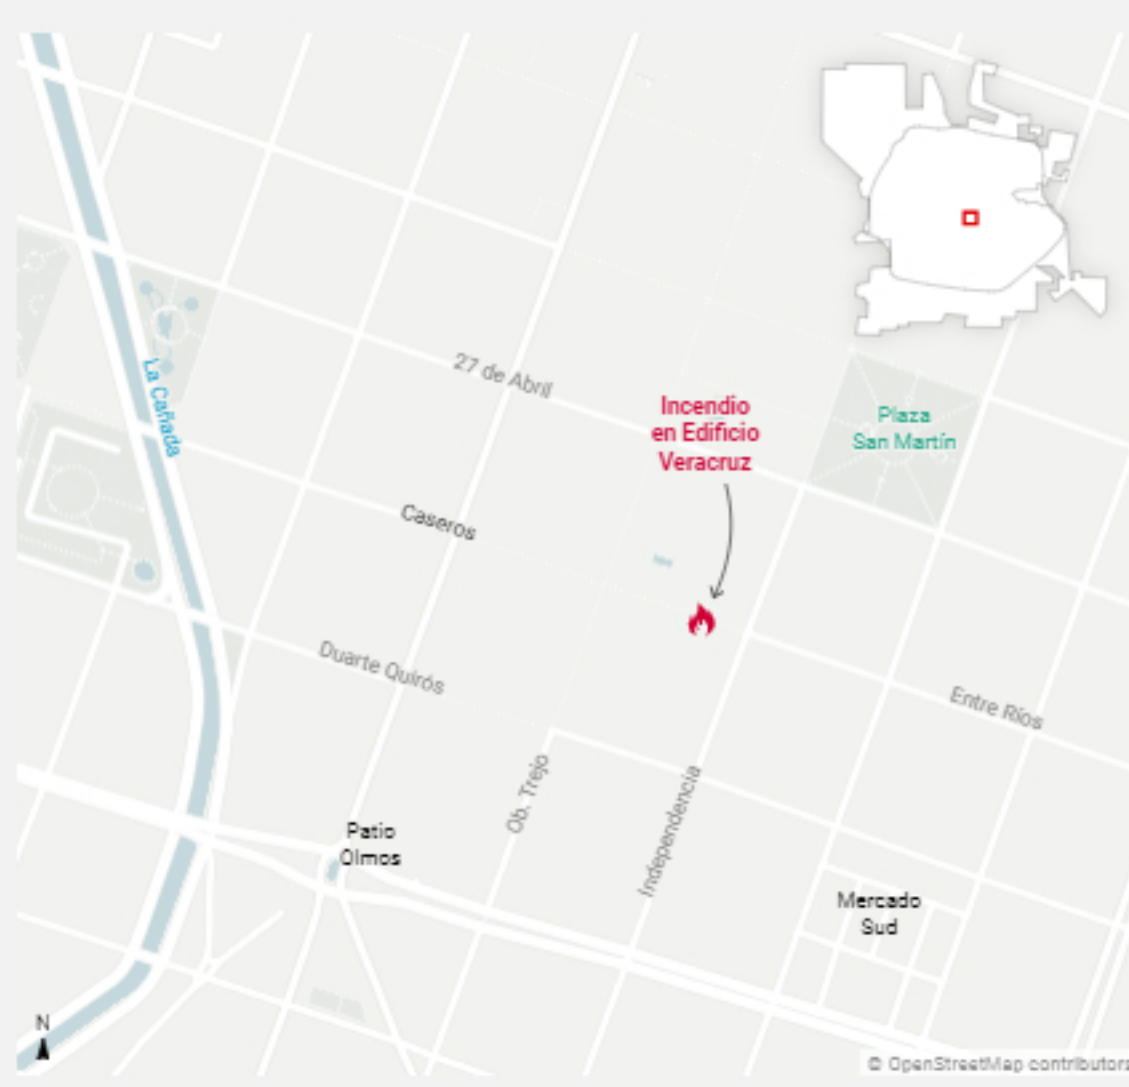 27 de Abril
La Cañada
Incendio
en Edificio
Veracruz
Plaza
San Martín
Caseros
Duarte Quirós
Entre Ríos
Ob. Trejo
Independencia
Patio
Olmos
Mercado
Sud
N
© OpenStreetMap contributors